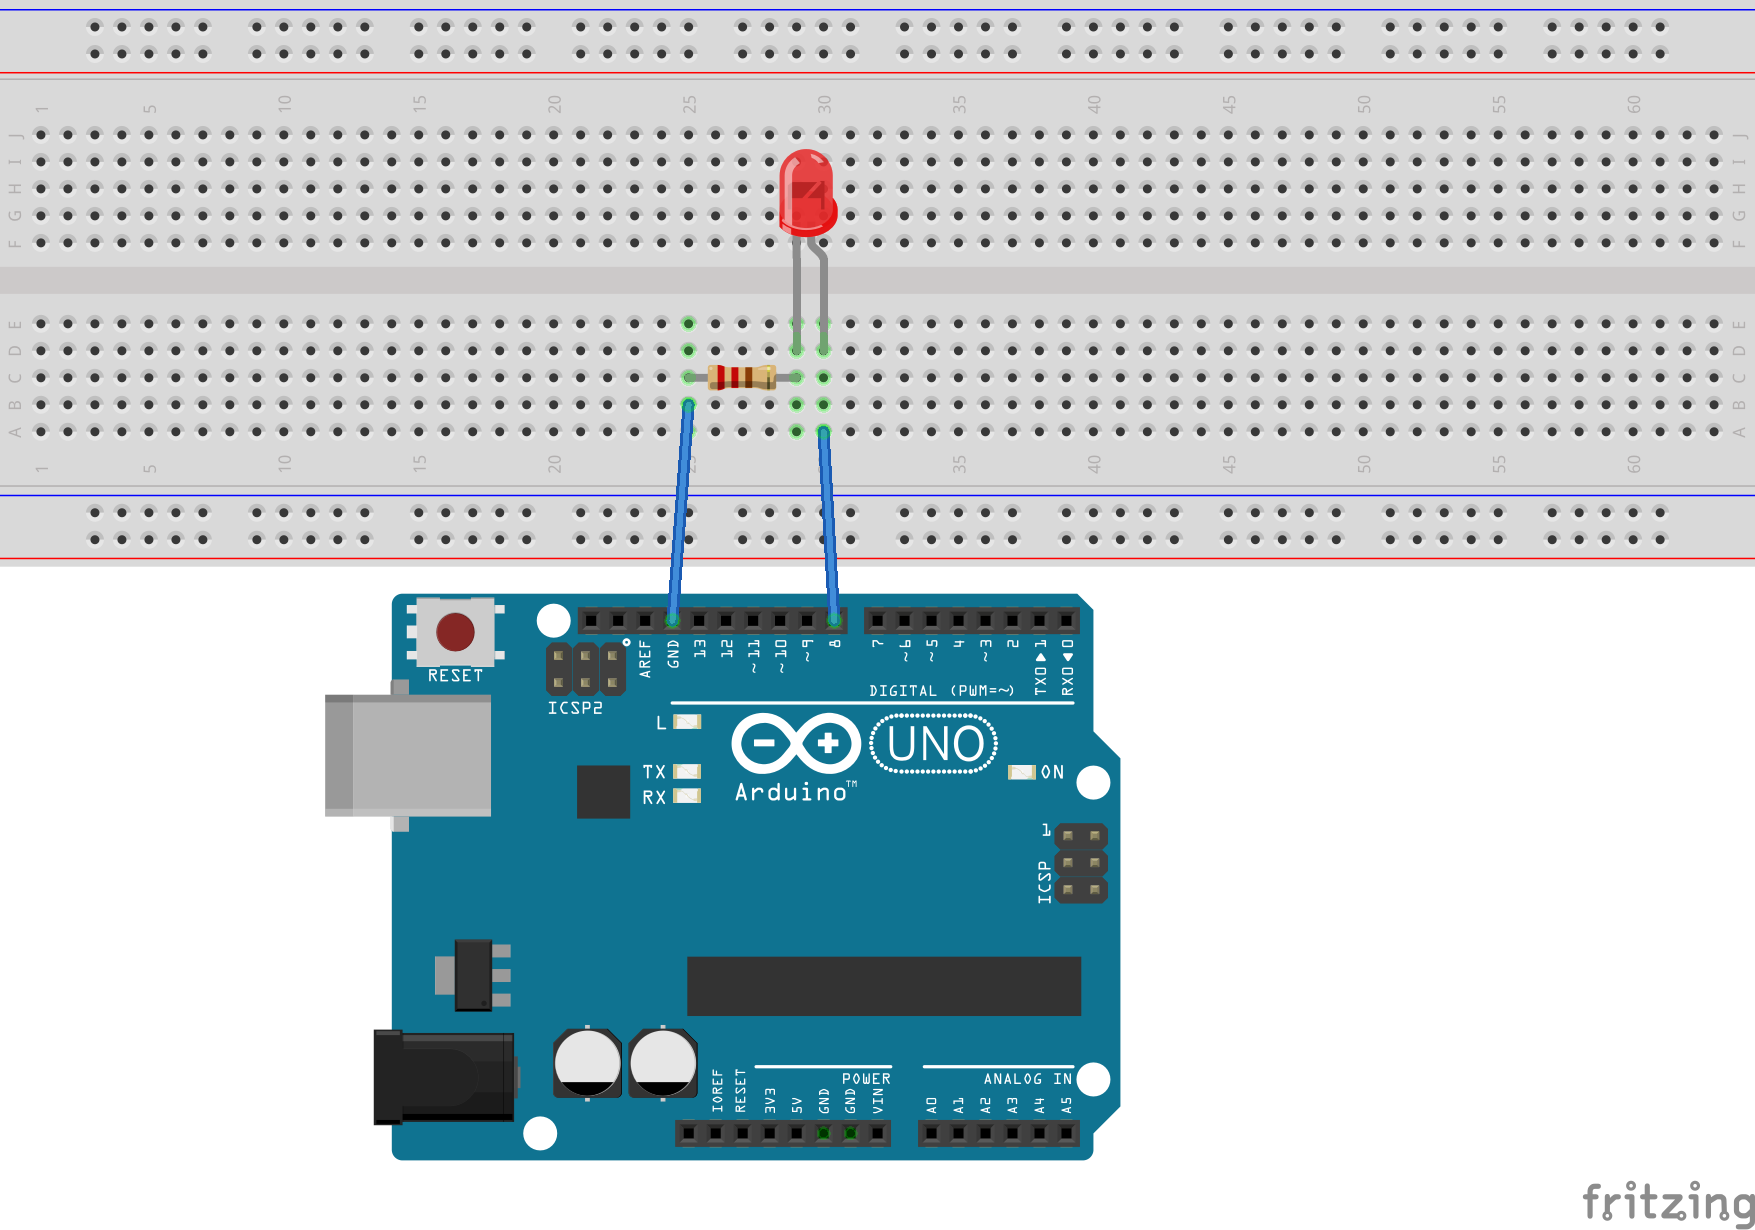 1 5 10 15 20 25 30 35 40 45 50 55 60
J J
I I
H H
G G
F F
E E
D D
C C
B B
A A
1 5 10 15 20 25 35 40 45 50 55 60
RESET
ICSP2
AREF GND 13 12 ~11 ~10 ~9 8 7 ~6 ~5 4 ~3 2 TXO▶1 RX0◀0
DIGITAL (PWM=~)
L
TX
RX
UNO
Arduino™
ON
1
ICSP
POWER
ANALOG IN
IOREF RESET 3V3 5V GND GND VIN A0 A1 A2 A3 A4 A5
fritzing